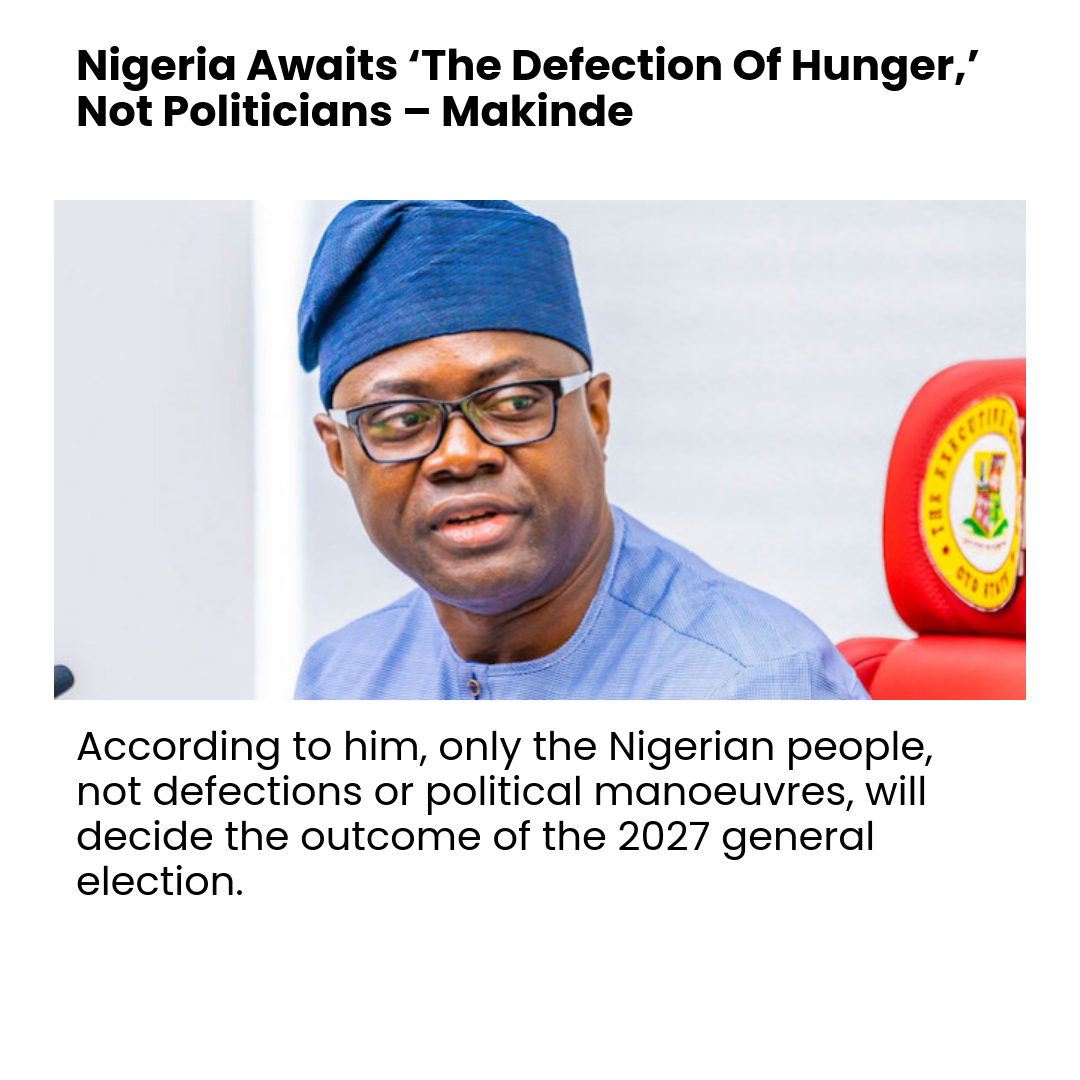 Nigeria Awaits ‘The Defection Of Hunger,’
Not Politicians – Makinde
THE EXECUTIVE
OYO STATE
According to him, only the Nigerian people,
not defections or political manoeuvres, will
decide the outcome of the 2027 general
election.